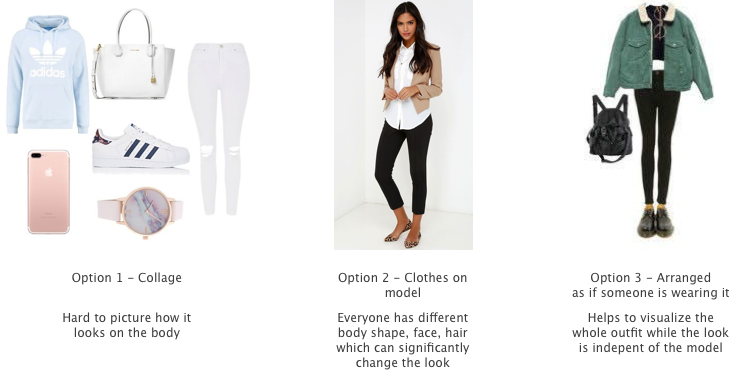 adidas
Option 1 - Collage
Hard to picture how it
looks on the body
Option 2 - Clothes on
model
Everyone has different
body shape, face, hair
which can significantly
change the look
Option 3 - Arranged
as if someone is wearing it
Helps to visualize the
whole outfit while the look
is indepent of the model